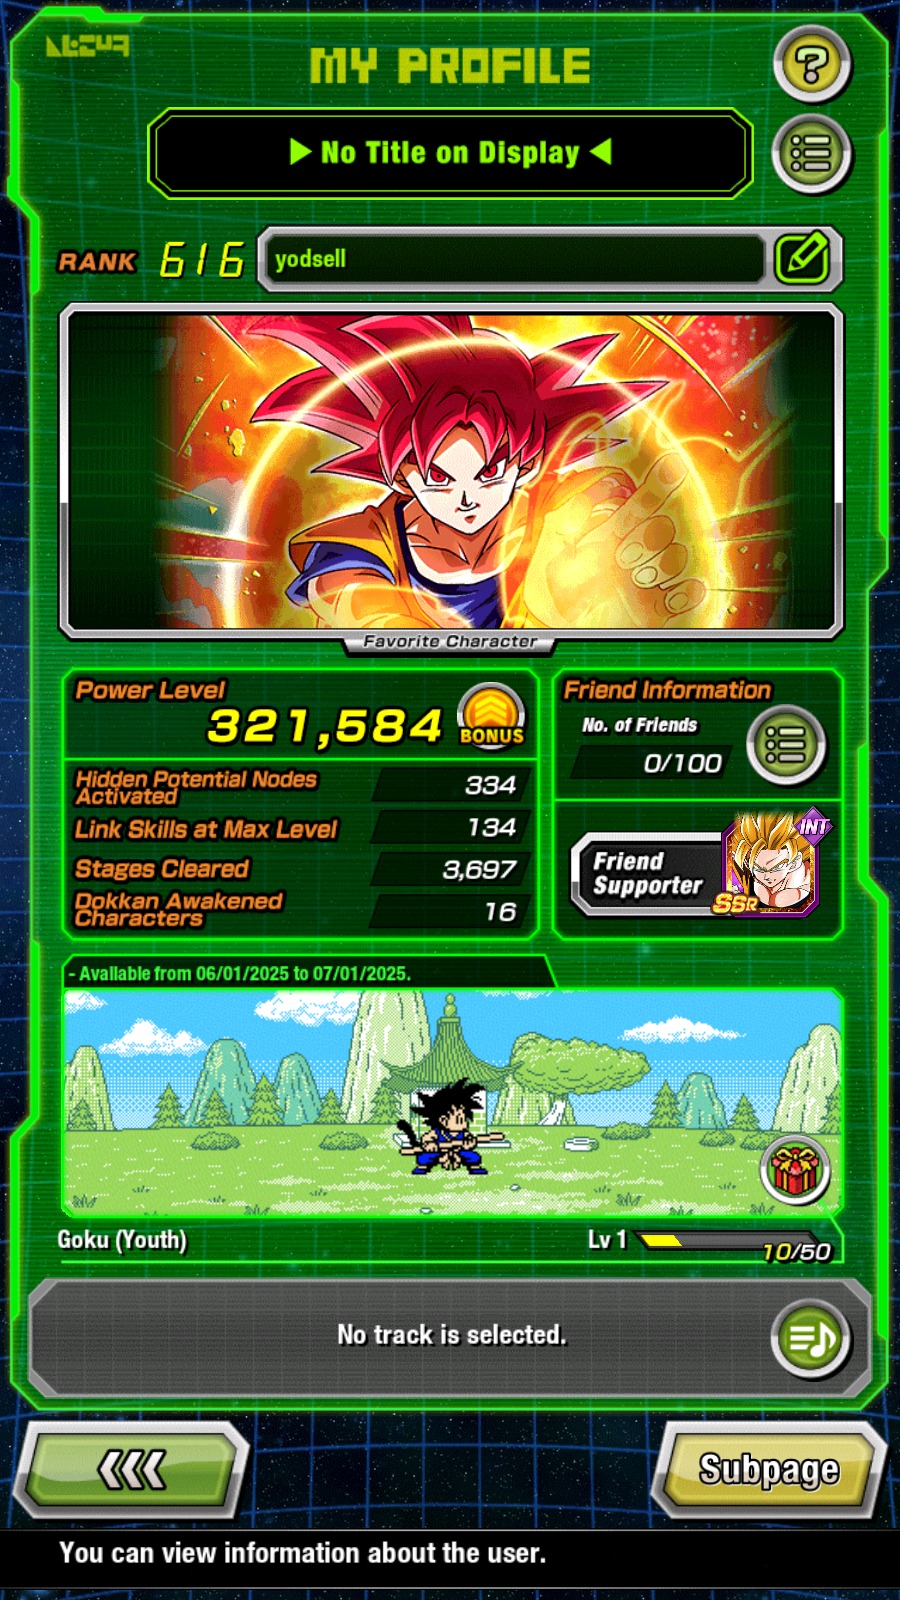 MY PROFILE
?
▶ No Title on Display ◀
RANK 616
yodsell
Favorite Character
Power Level
321,584
BONUS
Hidden Potential Nodes
Activated
334
Link Skills at Max Level
134
Stages Cleared
3,697
Dokkan Awakened
Characters
16
Friend Information
No. of Friends
0/100
Friend
Supporter
INT
SSR
- Available from 06/01/2025 to 07/01/2025.
Goku (Youth)
Lv 1
10/50
No track is selected.
Subpage
You can view information about the user.